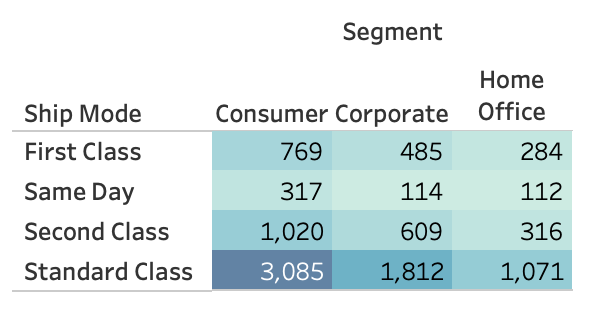 Segment
Ship Mode Consumer Corporate Home Office
First Class 769 485 284
Same Day 317 114 112
Second Class 1,020 609 316
Standard Class 3,085 1,812 1,071